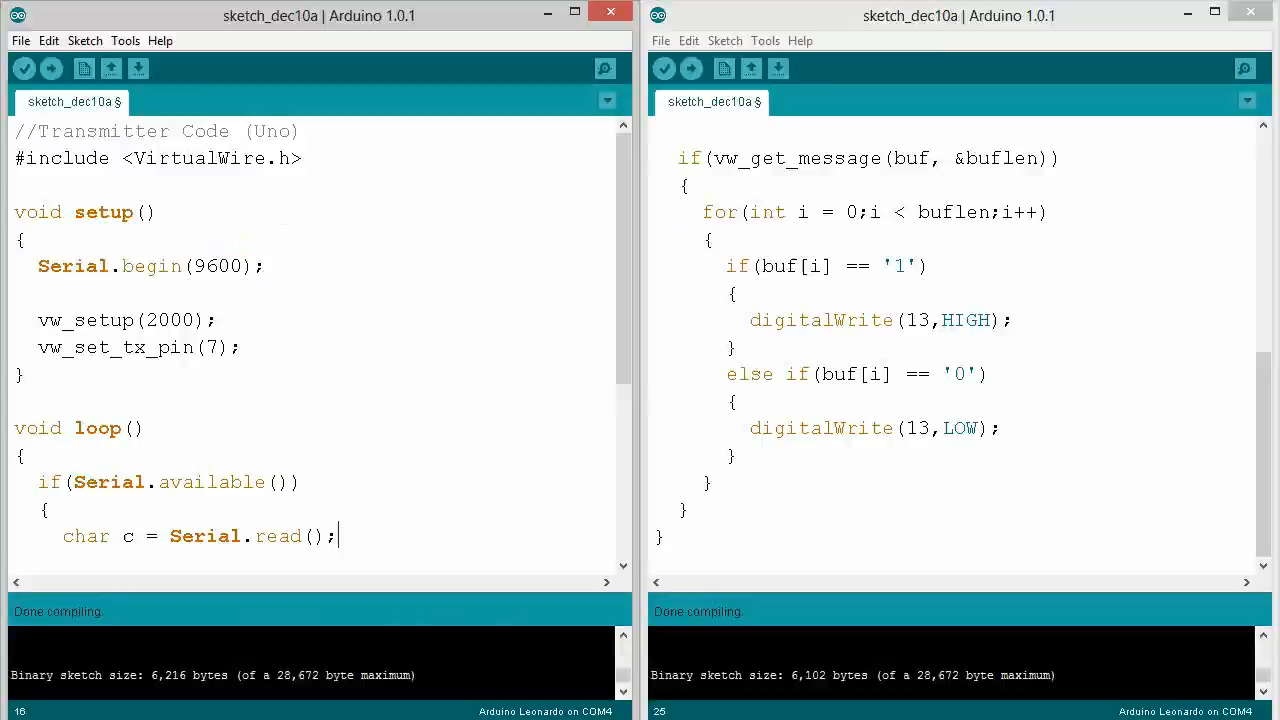 sketch_dec10a | Arduino 1.0.1
File Edit Sketch Tools Help
sketch_dec10a §
//Transmitter Code (Uno)
#include <VirtualWire.h>
void setup()
{
Serial.begin(9600);
vw_setup(2000);
vw_set_tx_pin(7);
}
void loop()
{
if(Serial.available())
{
char c = Serial.read();
Done compiling.
Binary sketch size: 6,216 bytes (of a 28,672 byte maximum)
16 Arduino Leonardo on COM4
sketch_dec10a | Arduino 1.0.1
File Edit Sketch Tools Help
sketch_dec10a §
if(vw_get_message(buf, &buflen))
{
for(int i = 0;i < buflen;i++)
{
if(buf[i] == '1')
{
digitalWrite(13,HIGH);
}
else if(buf[i] == '0')
{
digitalWrite(13,LOW);
}
}
}
}
Done compiling.
Binary sketch size: 6,102 bytes (of a 28,672 byte maximum)
25 Arduino Leonardo on COM4